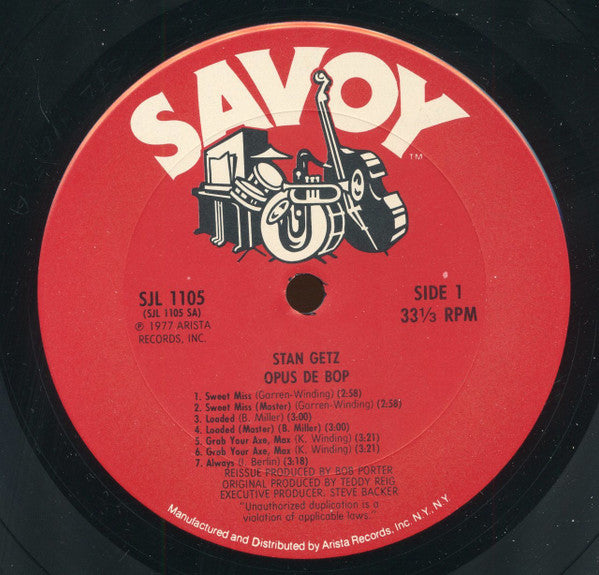 SAVOY
TM
SJL 1105
(SJL 1105 SA)
℗ 1977 ARISTA
RECORDS, INC.
SIDE 1
33⅓ RPM
STAN GETZ
OPUS DE BOP
1. Sweet Miss (Garren-Winding) (2:58)
2. Sweet Miss (Master) (Garren-Winding) (2:58)
3. Loaded (B. Miller) (3:00)
4. Loaded (Master) (B. Miller) (3:00)
5. Grab Your Axe, Max (K. Winding) (3:21)
6. Grab Your Axe, Max (K. Winding) (3:21)
7. Always (I. Berlin) (3:18)
REISSUE PRODUCED BY BOB PORTER
ORIGINAL PRODUCED BY TEDDY REIG
EXECUTIVE PRODUCER. STEVE BACKER
"Unauthorized duplication is a
violation of applicable laws."
Manufactured and Distributed by Arista Records, Inc. N.Y. N.Y.